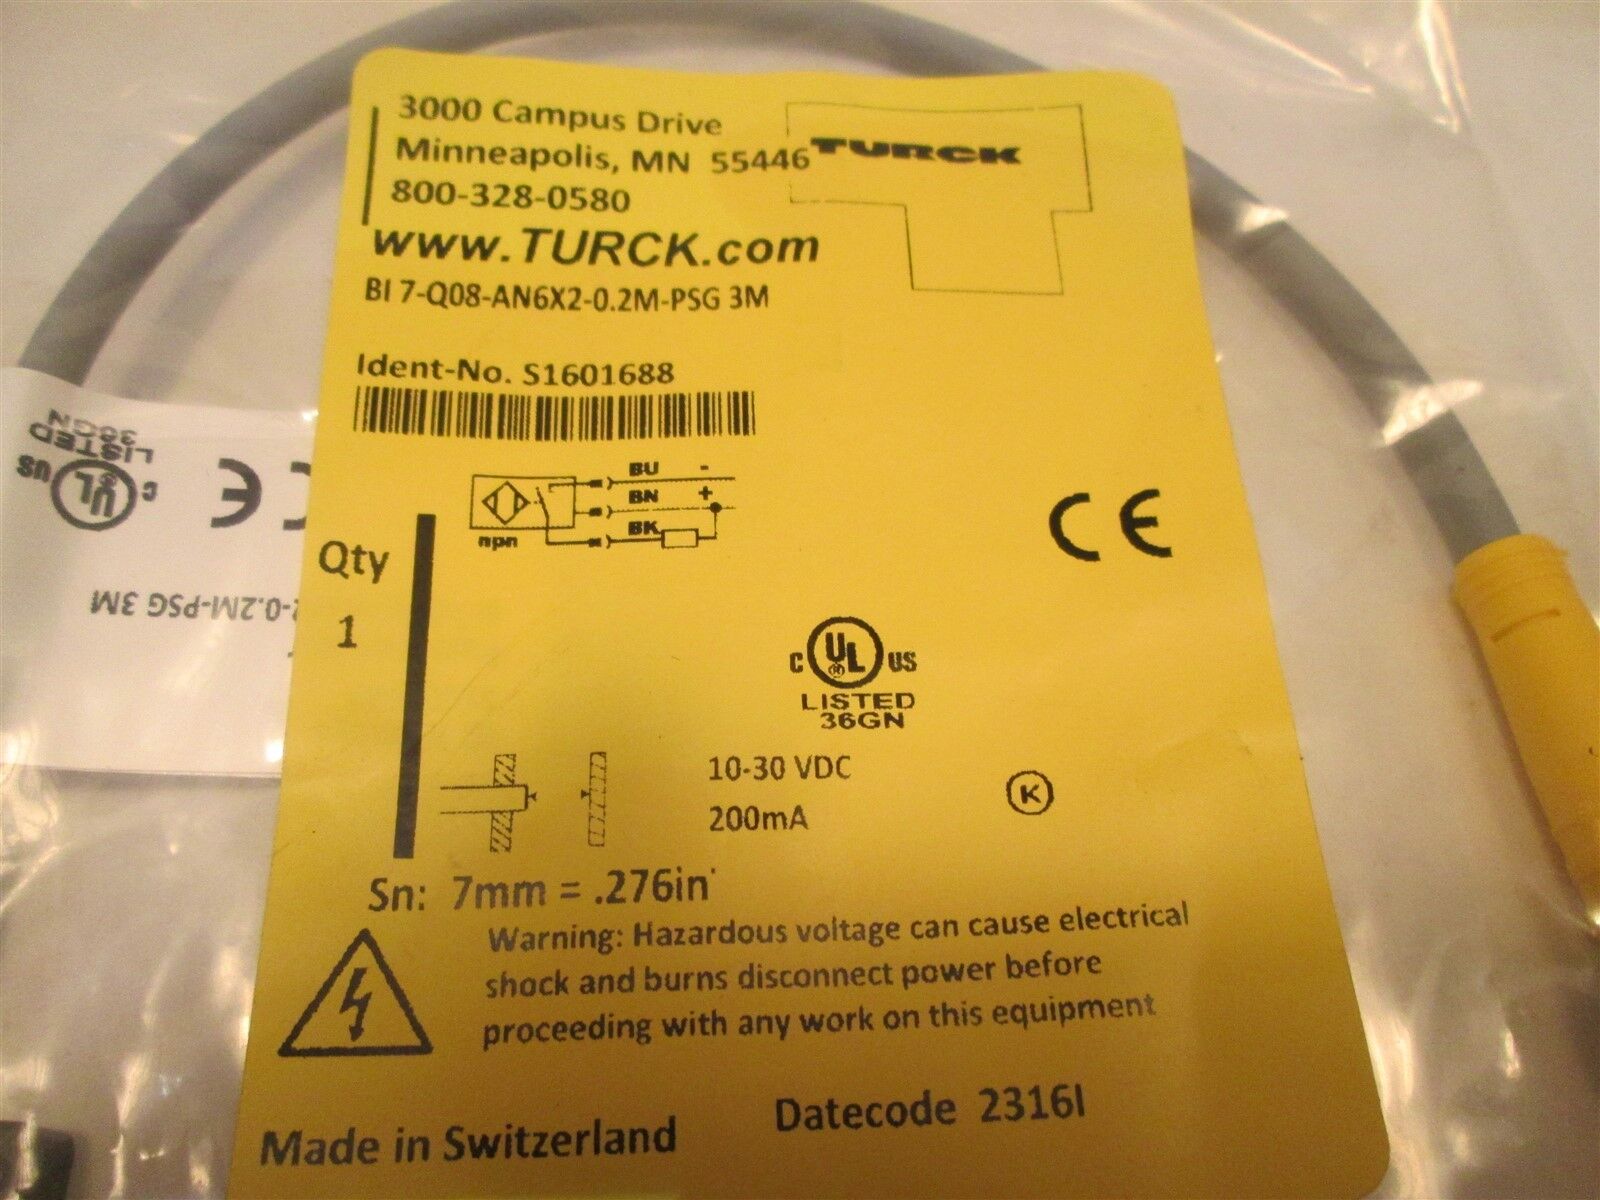 3000 Campus Drive
Minneapolis, MN 55446
TURCK
800-328-0580
www.TURCK.com
BI 7-Q08-AN6X2-0.2M-PSG 3M
Ident-No. S1601688
BU -
BN +
BK
npn
CE
Qty
1
C UL ® US
LISTED
36GN
10-30 VDC
200mA
K
Sn: 7mm = .276in
Warning: Hazardous voltage can cause electrical
shock and burns disconnect power before
proceeding with any work on this equipment
Made in Switzerland
Datecode 2316I
C UL US
LISTED
36GN
CE
-0.2M-PSG 3M